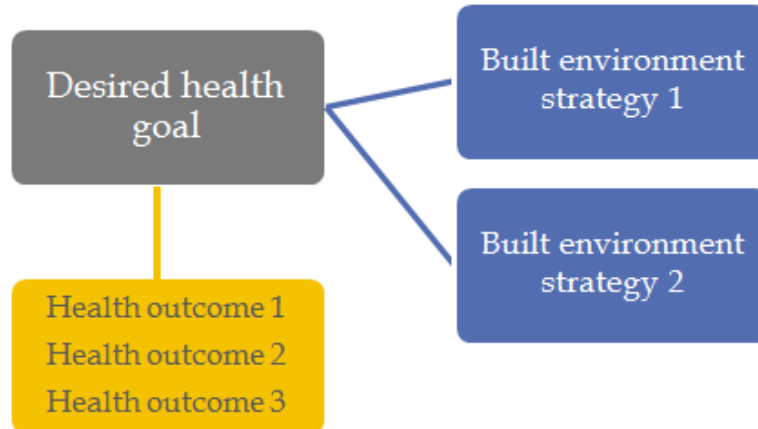 Desired health
goal
Built environment
strategy 1
Built environment
strategy 2
Health outcome 1
Health outcome 2
Health outcome 3